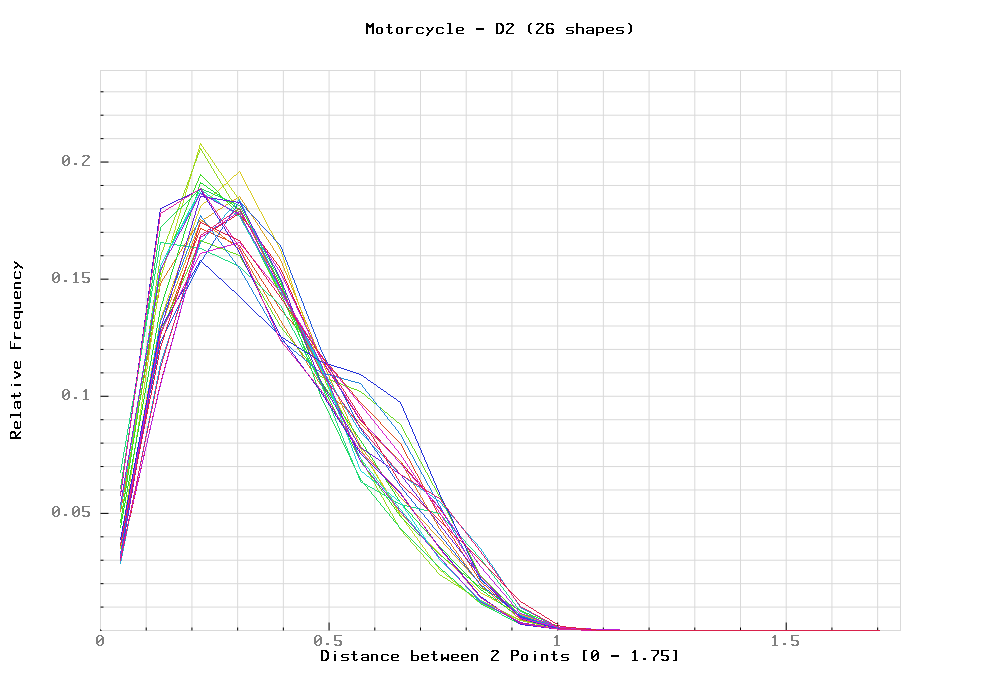 Motorcycle - D2 (26 shapes)
Relative Frequency
0.2
0.15
0.1
0.05
0
0.5
1
1.5
Distance between 2 Points [0 - 1.75]